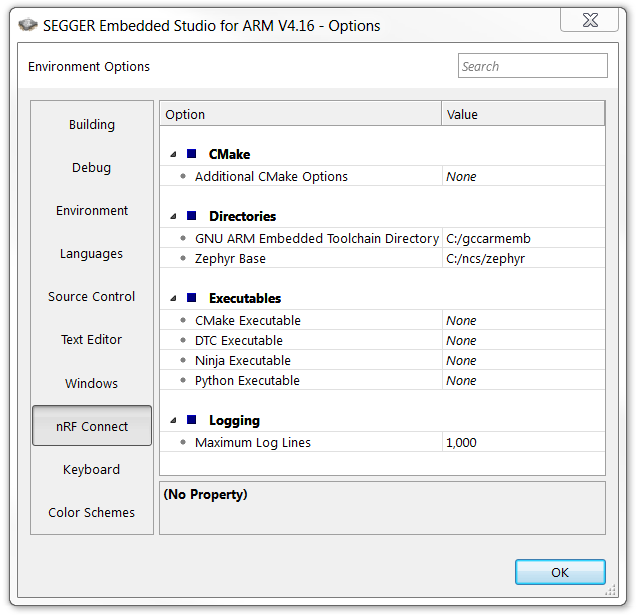 SEGGER Embedded Studio for ARM V4.16 - Options
Environment Options
Search
Building
Debug
Environment
Languages
Source Control
Text Editor
Windows
nRF Connect
Keyboard
Color Schemes
Option Value
CMake
Additional CMake Options None
Directories
GNU ARM Embedded Toolchain Directory C:/gccarmemb
Zephyr Base C:/ncs/zephyr
Executables
CMake Executable None
DTC Executable None
Ninja Executable None
Python Executable None
Logging
Maximum Log Lines 1,000
(No Property)
OK